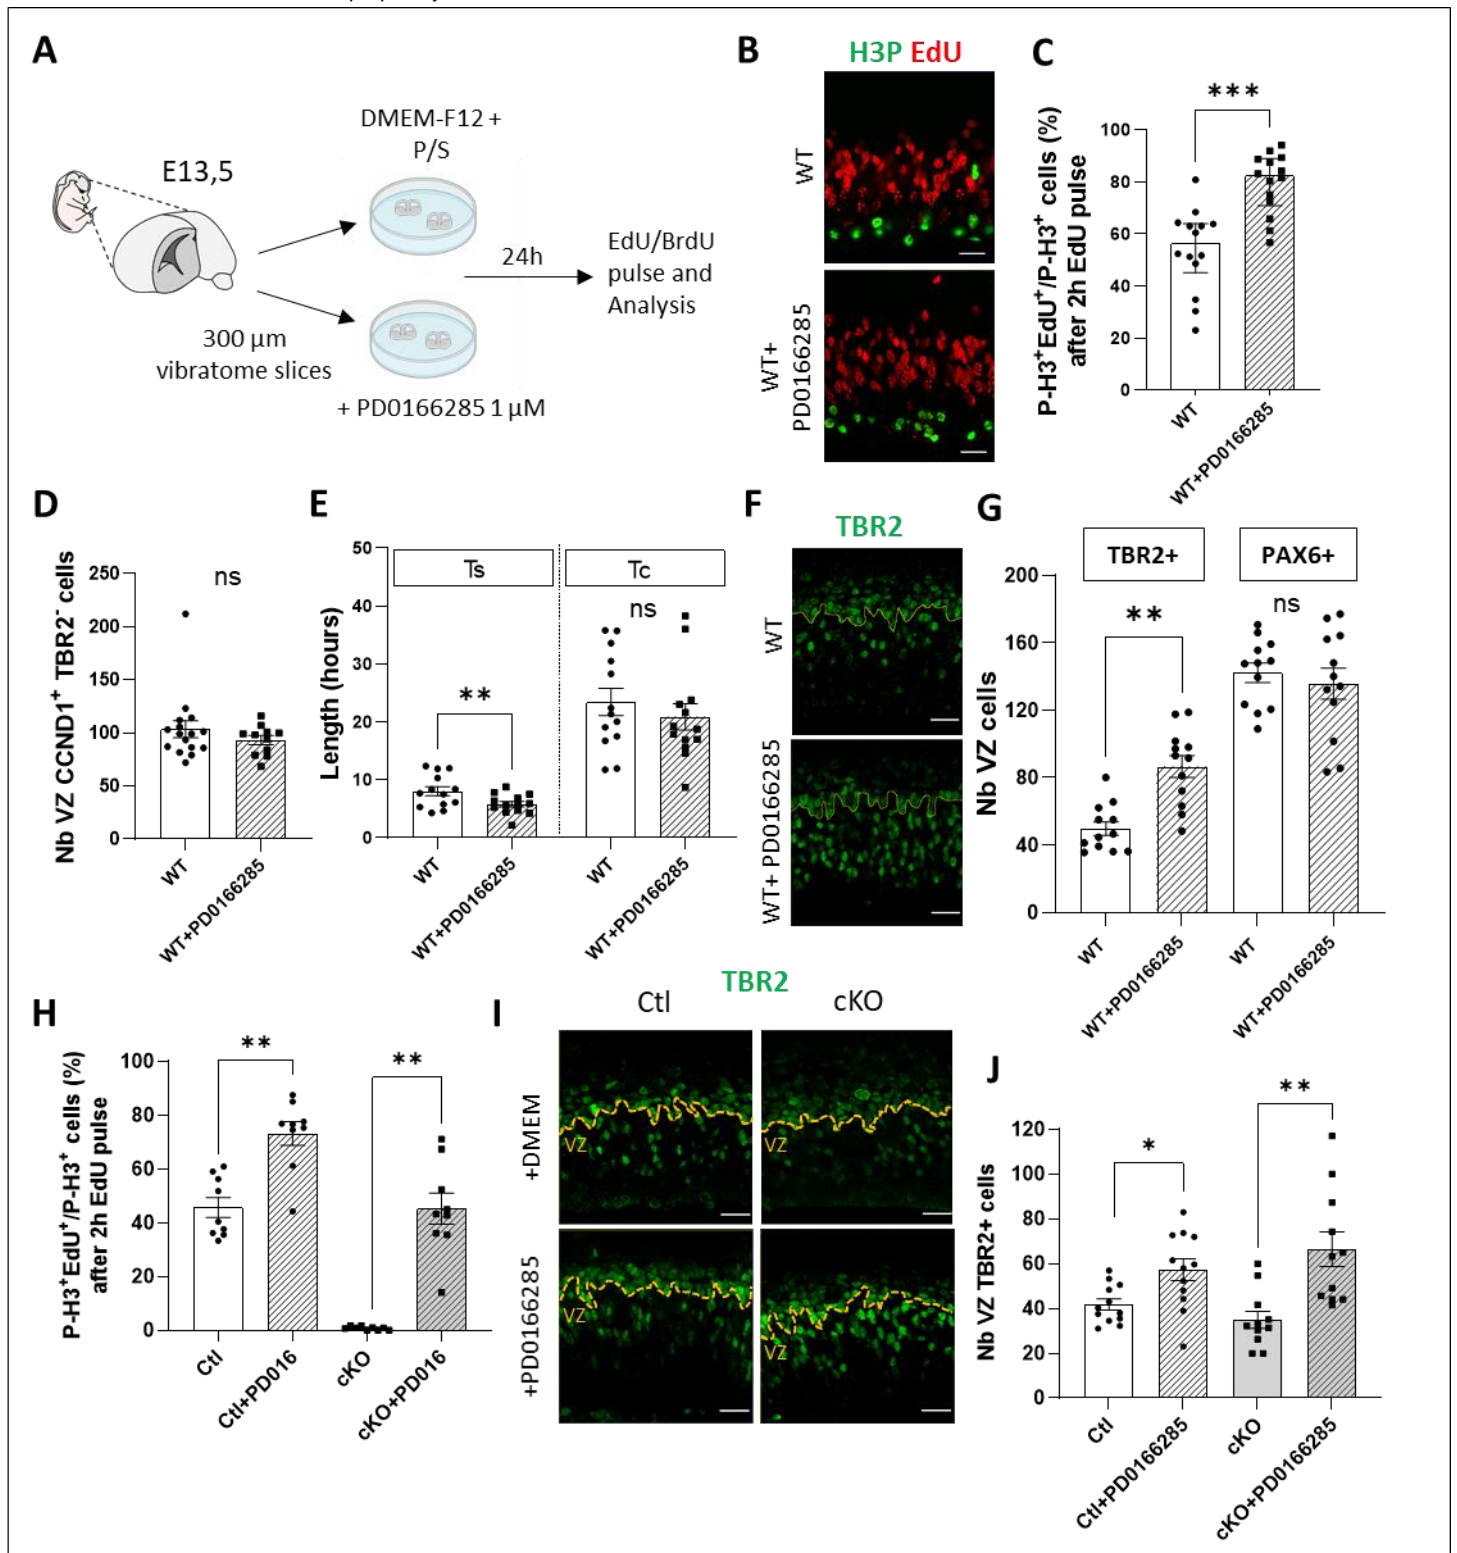 A
E13,5
DMEM-F12 +
P/S
24h
EdU/BrdU
pulse and
Analysis
300 µm
vibratome slices
+ PD0166285 1 µM
B
H3P EdU
WT
WT+
PD0166285
C
***
P-H3⁺EdU⁺/P-H3⁺ cells (%)
after 2h EdU pulse
100
80
60
40
20
0
WT
WT+PD0166285
D
ns
Nb VZ CCND1⁺ TBR2⁻ cells
250
200
150
100
50
0
WT
WT+PD0166285
E
Length (hours)
50
40
30
20
10
0
Ts
Tc
**
ns
WT
WT+PD0166285
WT
WT+PD0166285
F
TBR2
WT
WT+ PD0166285
G
TBR2+
PAX6+
**
ns
Nb VZ cells
200
160
120
80
40
0
WT
WT+PD0166285
WT
WT+PD0166285
H
**
**
P-H3⁺EdU⁺/P-H3⁺ cells (%)
after 2h EdU pulse
100
80
60
40
20
0
Ctl
Ctl+PD016
cKO
cKO+PD016
I
TBR2
Ctl
cKO
+DMEM
VZ
VZ
+PD0166285
VZ
VZ
J
*
**
Nb VZ TBR2+ cells
120
100
80
60
40
20
0
Ctl
Ctl+PD0166285
cKO
cKO+PD0166285